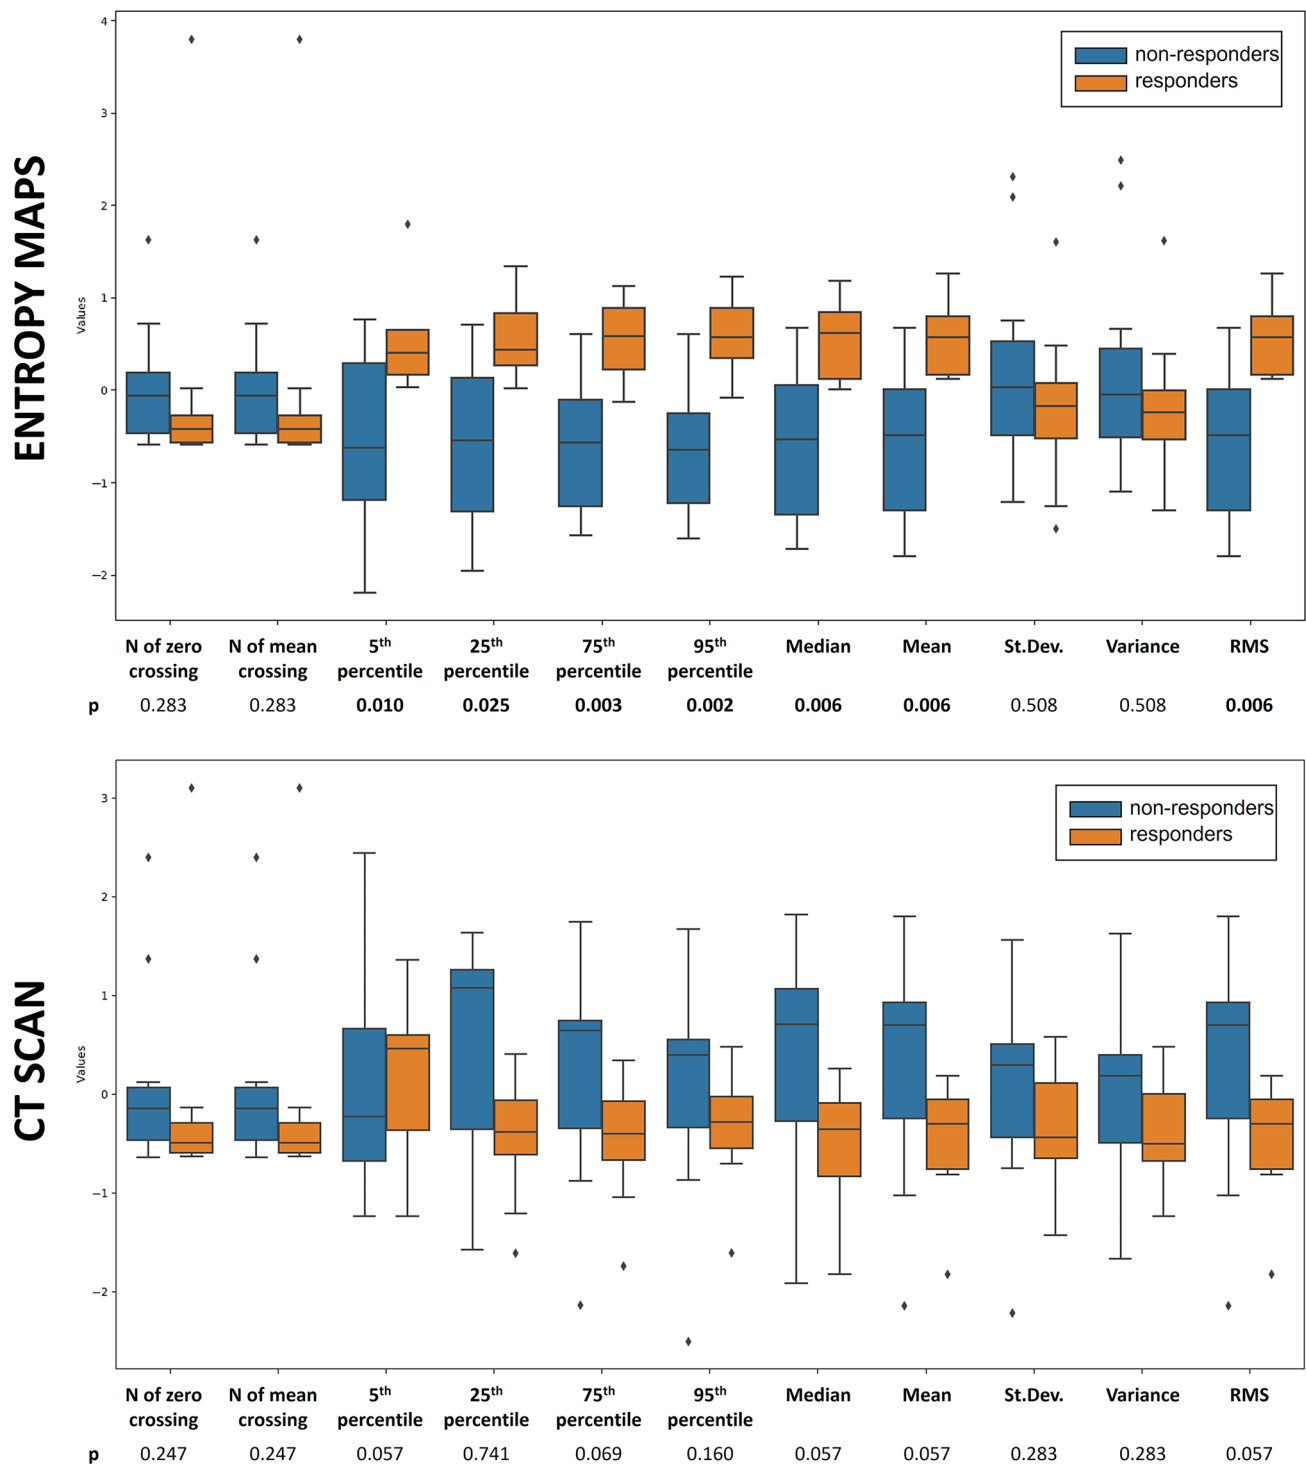 ENTROPY MAPS
4
3
2
1
0
−1
−2
Values
non-responders
responders
N of zero crossing
N of mean crossing
5th percentile
25th percentile
75th percentile
95th percentile
Median
Mean
St.Dev.
Variance
RMS
p 0.283 0.283 0.010 0.025 0.003 0.002 0.006 0.006 0.508 0.508 0.006
CT SCAN
3
2
1
0
−1
−2
Values
non-responders
responders
N of zero crossing
N of mean crossing
5th percentile
25th percentile
75th percentile
95th percentile
Median
Mean
St.Dev.
Variance
RMS
p 0.247 0.247 0.057 0.741 0.069 0.160 0.057 0.057 0.283 0.283 0.057